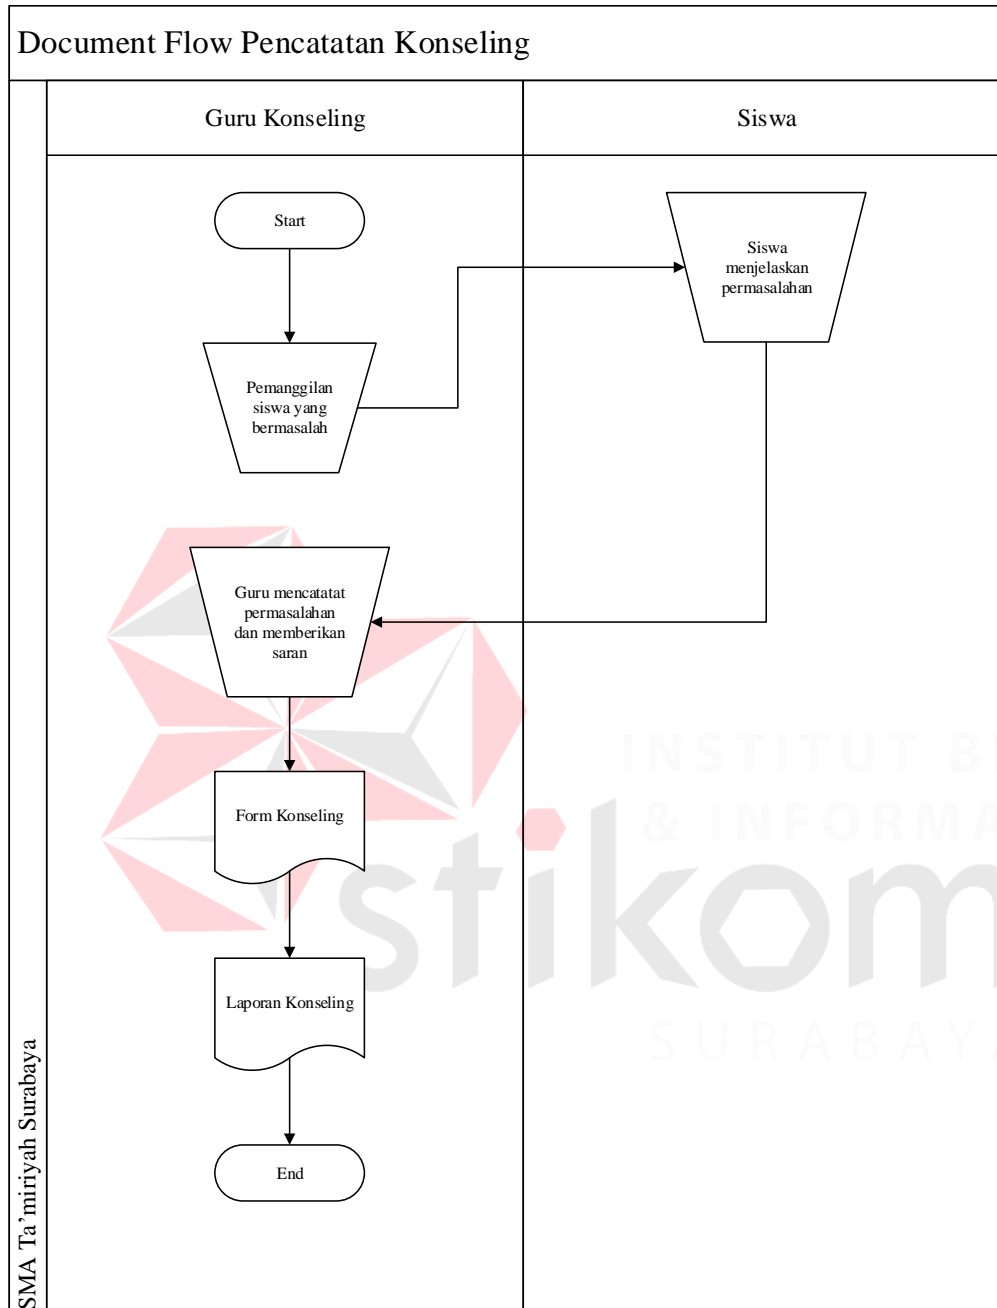 Document Flow Pencatatan Konseling
Guru Konseling
Siswa
Start
Siswa
menjelaskan
permasalahan
Pemanggilan
siswa yang
bermasalah
Guru mencatatat
permasalahan
dan memberikan
saran
Form Konseling
Laporan Konseling
End
SMA Ta’miriyah Surabaya
INSTITUT B
& INFORMA
stikom
SURABAYA